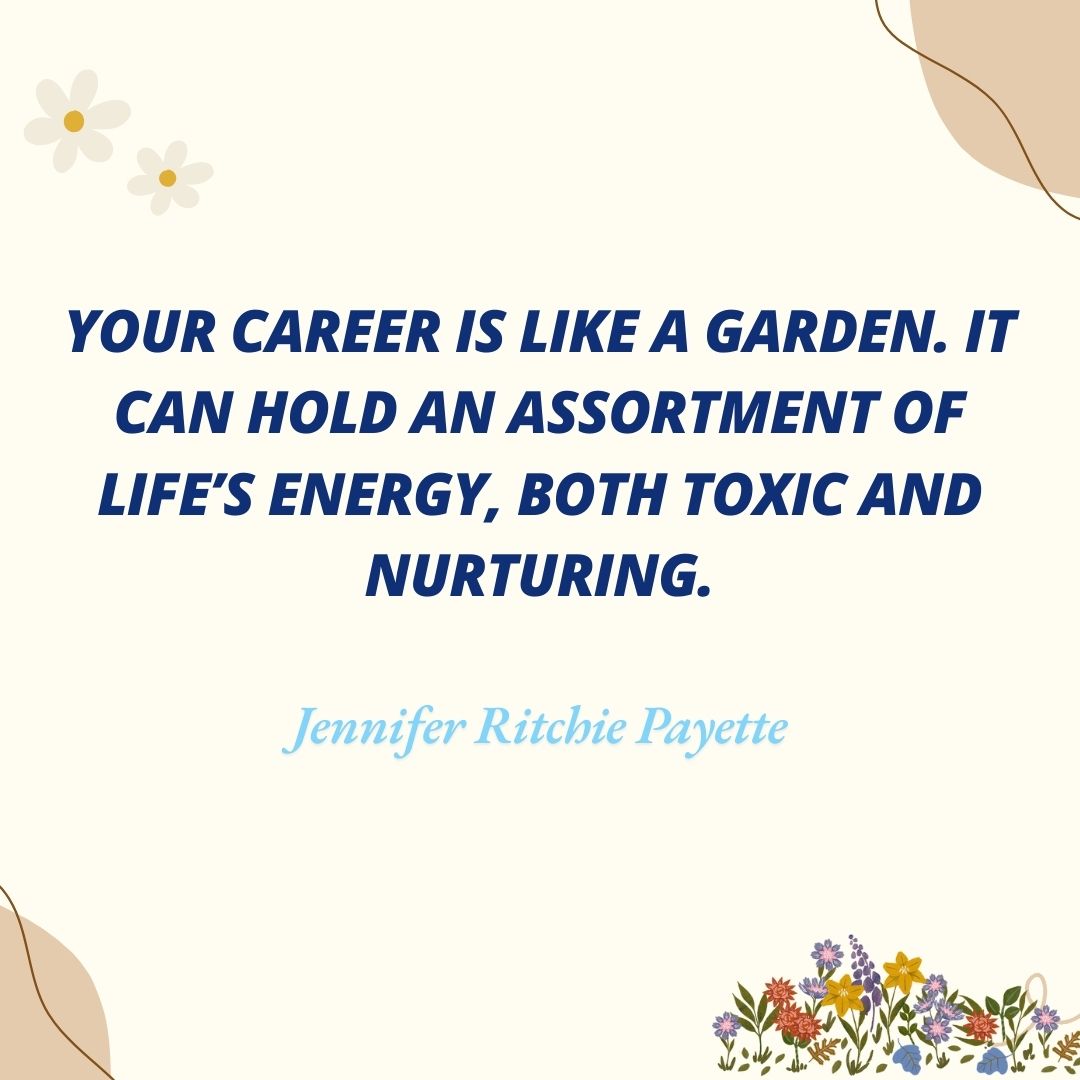 YOUR CAREER IS LIKE A GARDEN. IT
CAN HOLD AN ASSORTMENT OF
LIFE’S ENERGY, BOTH TOXIC AND
NURTURING.
Jennifer Ritchie Payette